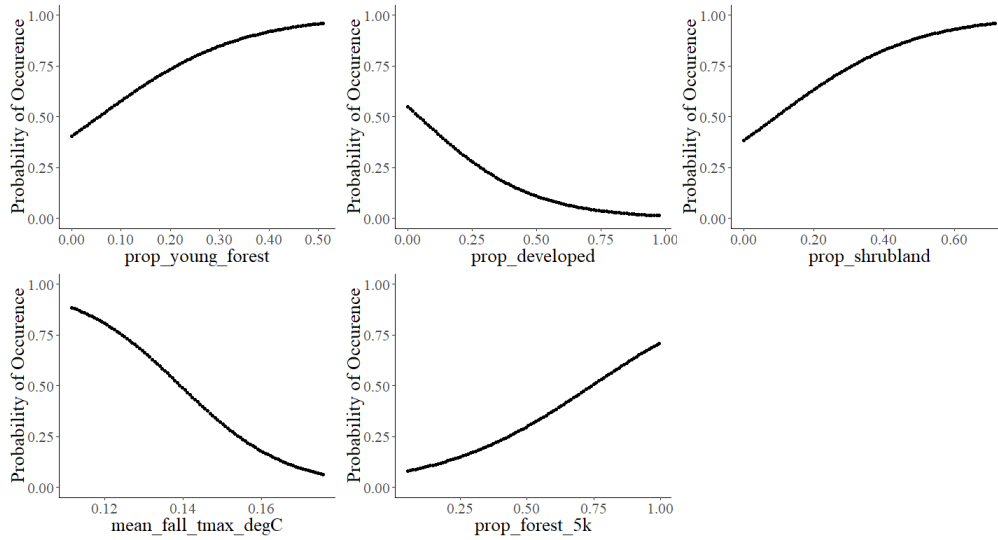 Probability of Occurence
1.00
0.75
0.50
0.25
0.00
0.00 0.10 0.20 0.30 0.40 0.50
prop_young_forest
Probability of Occurence
1.00
0.75
0.50
0.25
0.00
0.00 0.25 0.50 0.75 1.00
prop_developed
Probability of Occurence
1.00
0.75
0.50
0.25
0.00
0.00 0.20 0.40 0.60
prop_shrubland
Probability of Occurence
1.00
0.75
0.50
0.25
0.00
0.12 0.14 0.16
mean_fall_tmax_degC
Probability of Occurence
1.00
0.75
0.50
0.25
0.00
0.25 0.50 0.75 1.00
prop_forest_5k